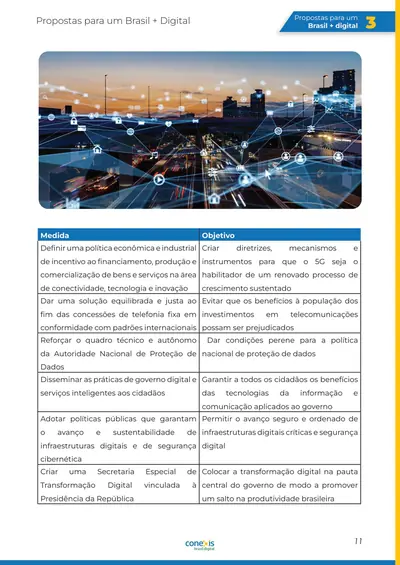 Propostas para um Brasil + Digital
Propostas para um
Brasil + digital
3
Medida
Objetivo
Definir uma política econômica e industrial
de incentivo ao financiamento, produção e
comercialização de bens e serviços na área
de conectividade, tecnologia e inovação
Criar diretrizes, mecanismos e
instrumentos para que o 5G seja o
habilitador de um renovado processo de
crescimento sustentado
Dar uma solução equilibrada e justa ao
fim das concessões de telefonia fixa em
conformidade com padrões internacionais
Evitar que os benefícios à população dos
investimentos em telecomunicações
possam ser prejudicados
Reforçar o quadro técnico e autônomo
da Autoridade Nacional de Proteção de
Dados
Dar condições perene para a política
nacional de proteção de dados
Disseminar as práticas de governo digital e
serviços inteligentes aos cidadãos
Garantir a todos os cidadãos os benefícios
das tecnologias da informação e
comunicação aplicados ao governo
Adotar políticas públicas que garantam
o avanço e sustentabilidade de
infraestruturas digitais e de segurança
cibernética
Permitir o avanço seguro e ordenado de
infraestruturas digitais críticas e segurança
digital
Criar uma Secretaria Especial de
Transformação Digital vinculada à
Presidência da República
Colocar a transformação digital na pauta
central do governo de modo a promover
um salto na produtividade brasileira
conexis
brasil digital
11